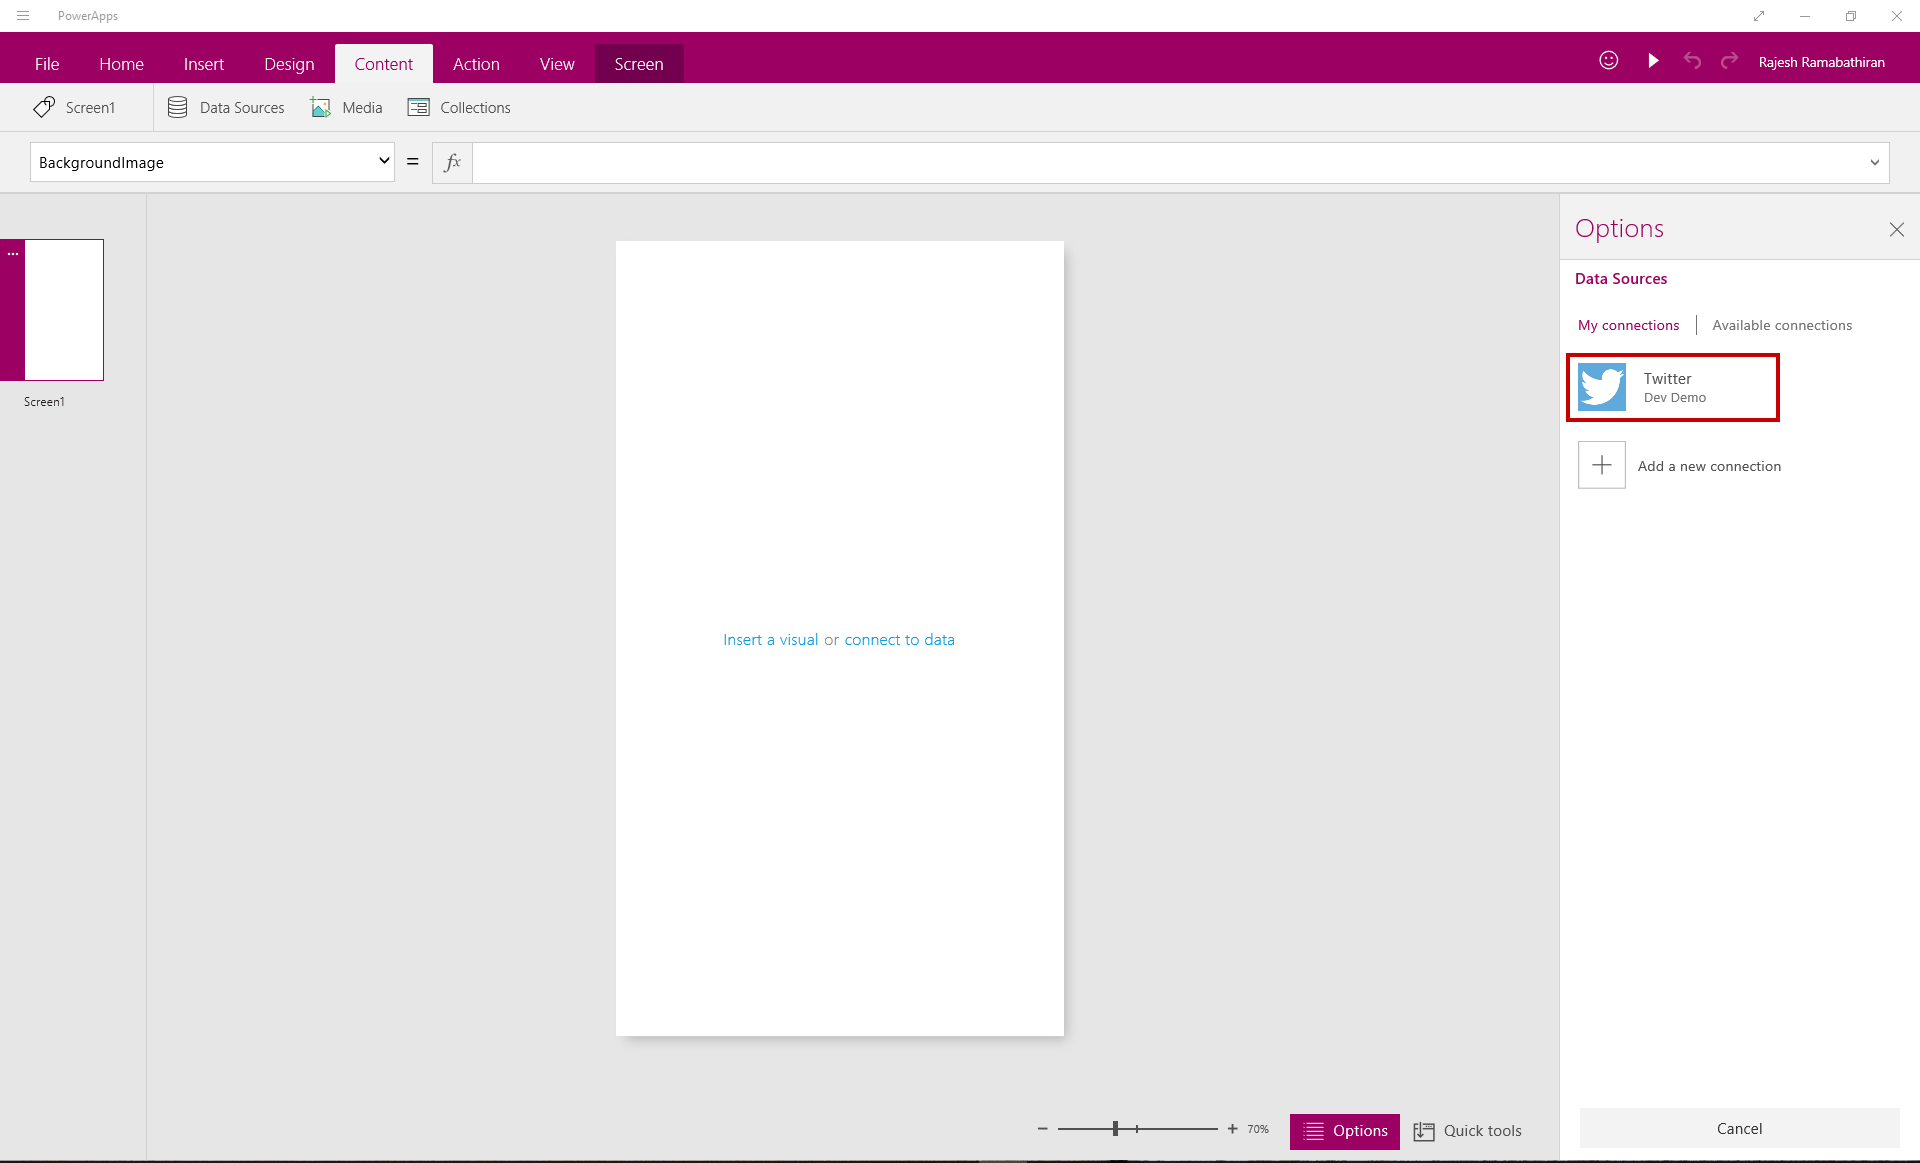 PowerApps
File Home Insert Design Content Action View Screen Rajesh Ramabathiran
Screen1 Data Sources Media Collections
BackgroundImage = fx
Options
Data Sources
My connections | Available connections
Twitter
Dev Demo
Add a new connection
Screen1
Insert a visual or connect to data
70% Options Quick tools
Cancel